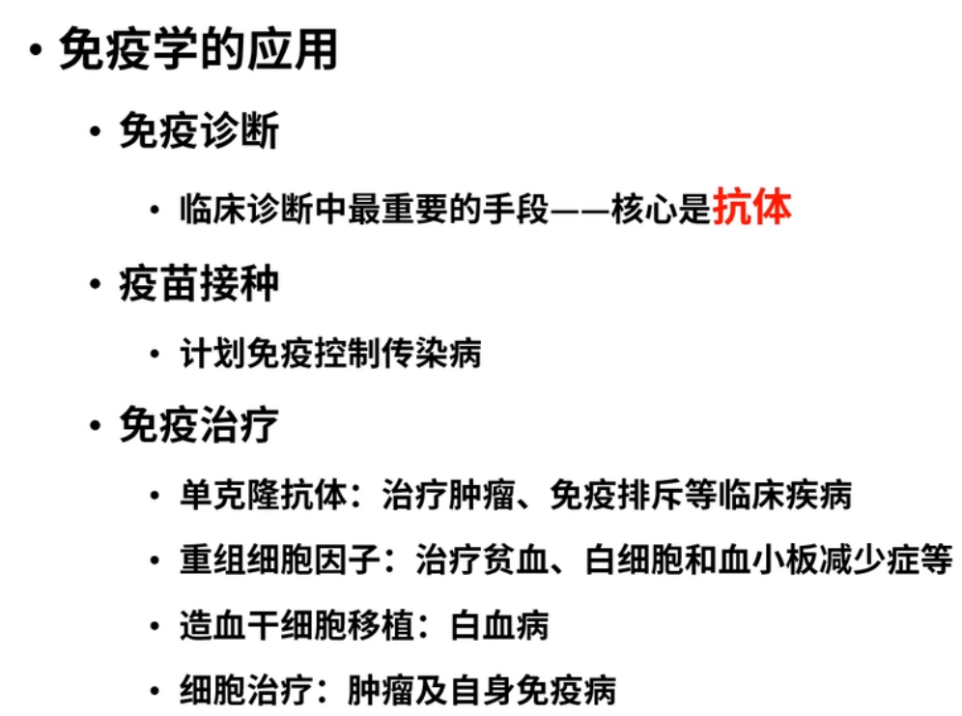 • 免疫学的应用
• 免疫诊断
• 临床诊断中最重要的手段——核心是抗体
• 疫苗接种
• 计划免疫控制传染病
• 免疫治疗
• 单克隆抗体：治疗肿瘤、免疫排斥等临床疾病
• 重组细胞因子：治疗贫血、白细胞和血小板减少症等
• 造血干细胞移植：白血病
• 细胞治疗：肿瘤及自身免疫病